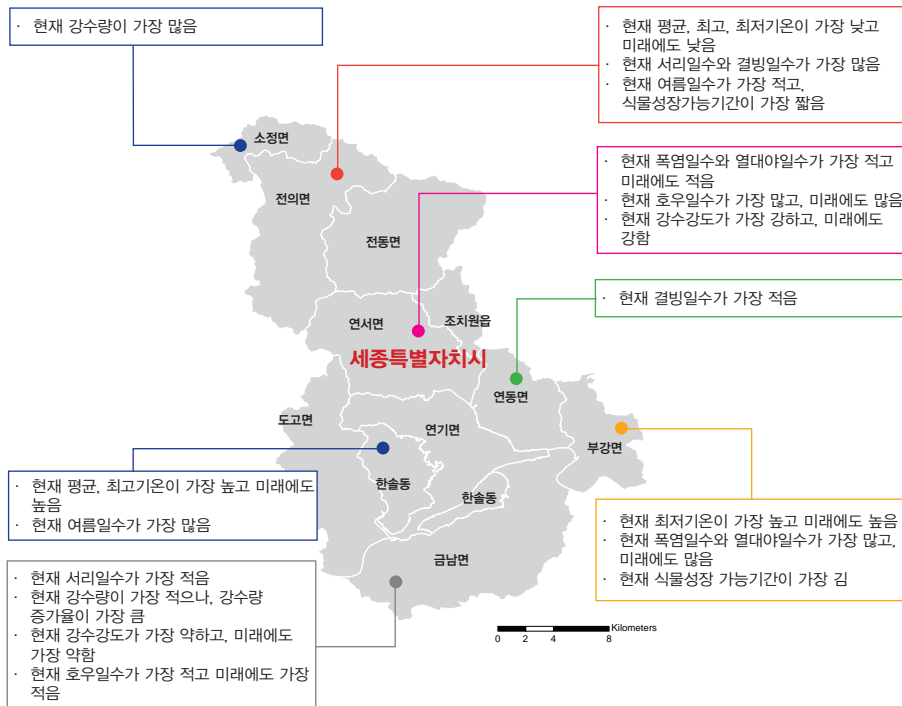 · 현재 강수량이 가장 많음
· 현재 평균, 최고, 최저기온이 가장 낮고
미래에도 낮음
· 현재 서리일수와 결빙일수가 가장 많음
· 현재 여름일수가 가장 적고,
식물성장가능기간이 가장 짧음
· 현재 폭염일수와 열대야일수가 가장 적고
미래에도 적음
· 현재 호우일수가 가장 많고, 미래에도 많음
· 현재 강수강도가 가장 강하고, 미래에도
강함
· 현재 결빙일수가 가장 적음
소정면
전의면
전동면
연서면
조치원읍
세종특별자치시
연동면
도고면
연기면
부강면
한솔동
한솔동
금남면
· 현재 평균, 최고기온이 가장 높고 미래에도
높음
· 현재 여름일수가 가장 많음
· 현재 최저기온이 가장 높고 미래에도 높음
· 현재 폭염일수와 열대야일수가 가장 많고,
미래에도 많음
· 현재 식물성장 가능기간이 가장 김
· 현재 서리일수가 가장 적음
· 현재 강수량이 가장 적으나, 강수량
증가율이 가장 큼
· 현재 강수강도가 가장 약하고, 미래에도
가장 약함
· 현재 호우일수가 가장 적고 미래에도 가장
적음
Kilometers
0 2 4 8